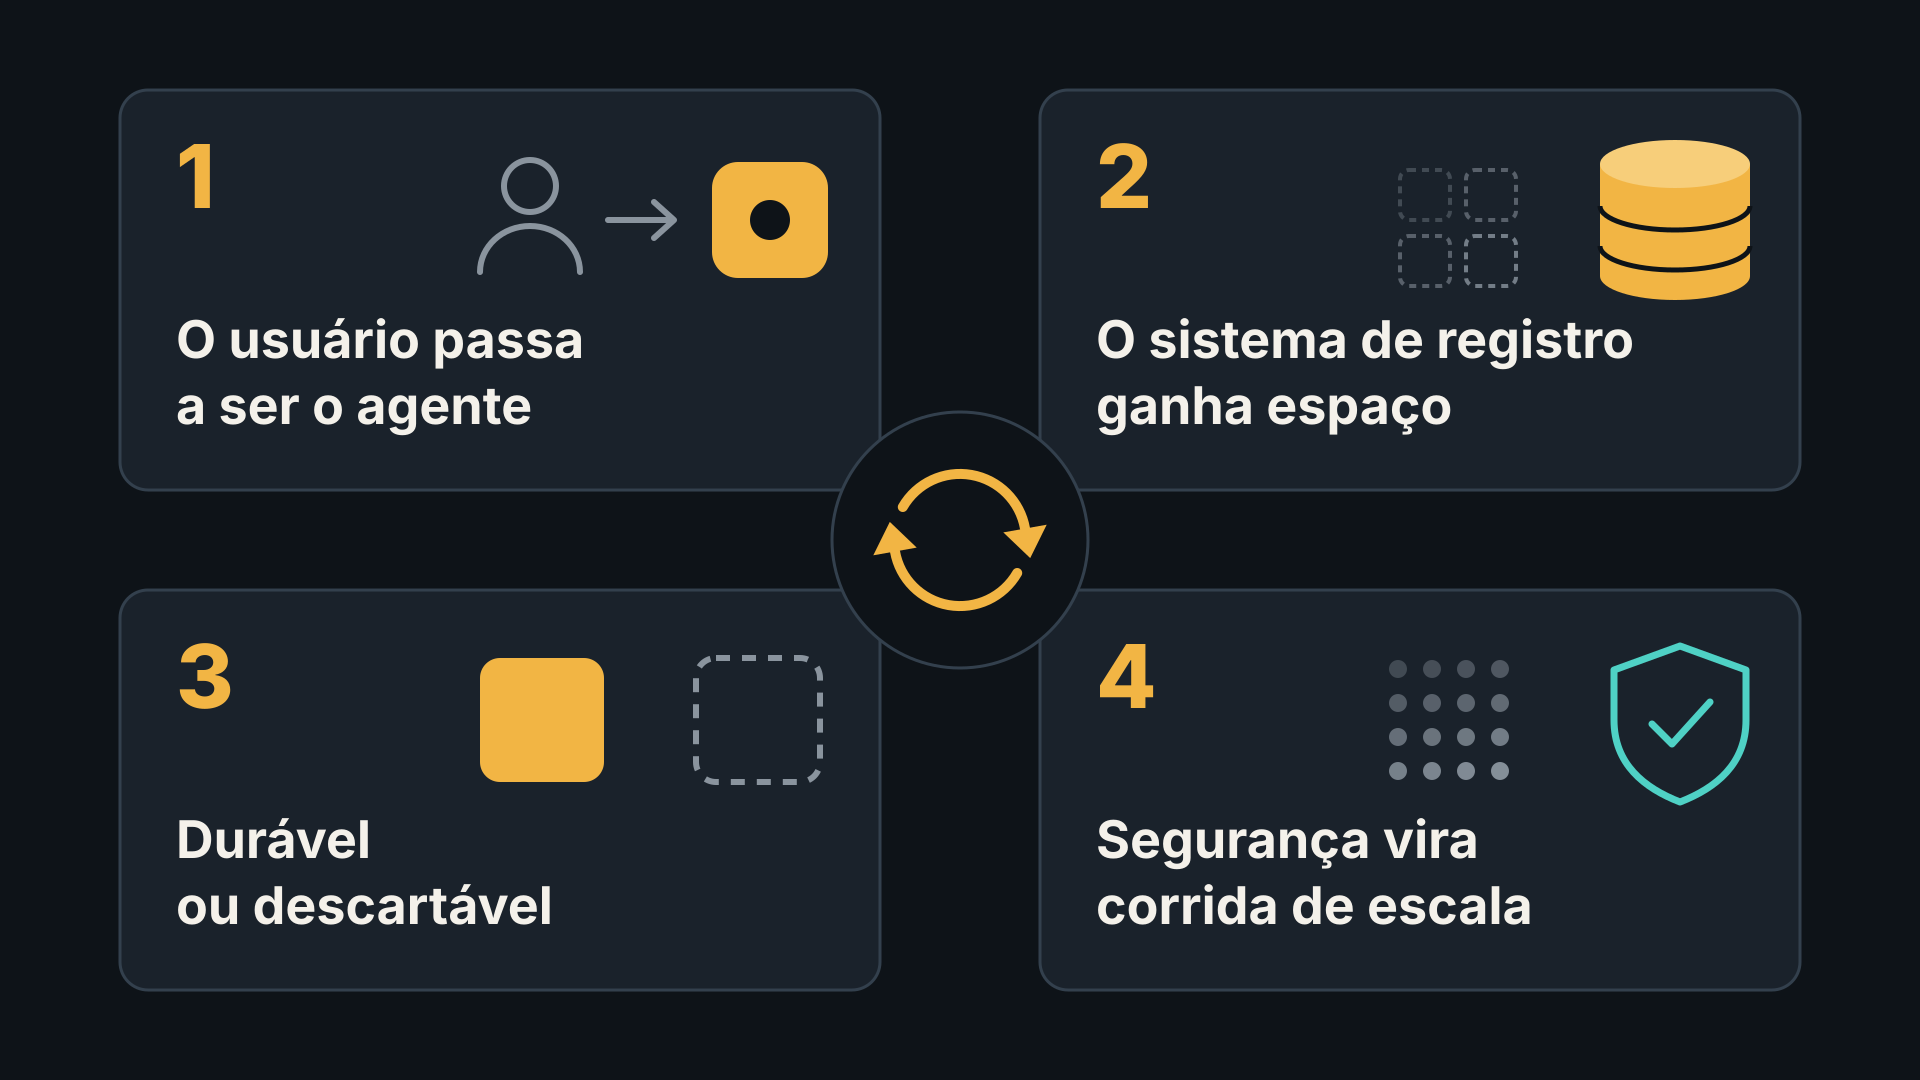 1
O usuário passa
a ser o agente
2
O sistema de registro
ganha espaço
3
Durável
ou descartável
4
Segurança vira
corrida de escala